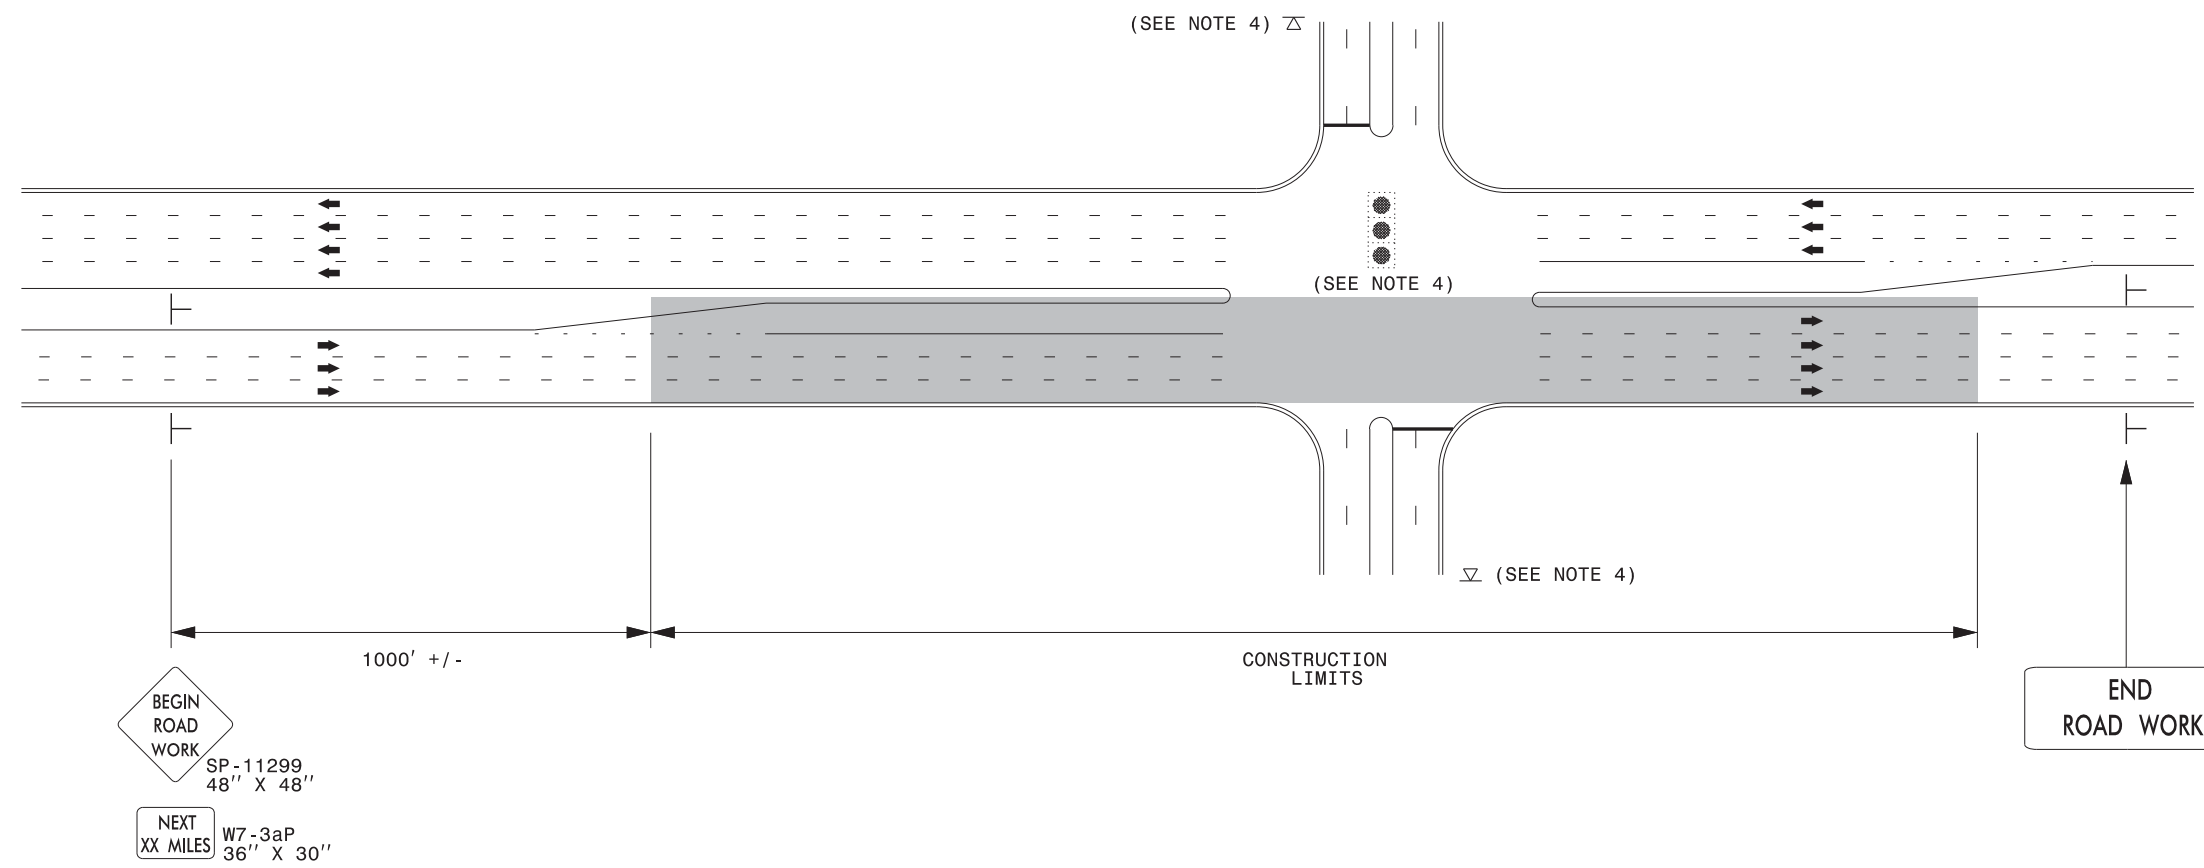 (SEE NOTE 4)
(SEE NOTE 4)
(SEE NOTE 4)
1000' +/-
CONSTRUCTION
LIMITS
BEGIN
ROAD
WORK
SP-11299
48'' X 48''
NEXT
XX MILES
W7-3aP
36'' X 30''
END
ROAD WORK